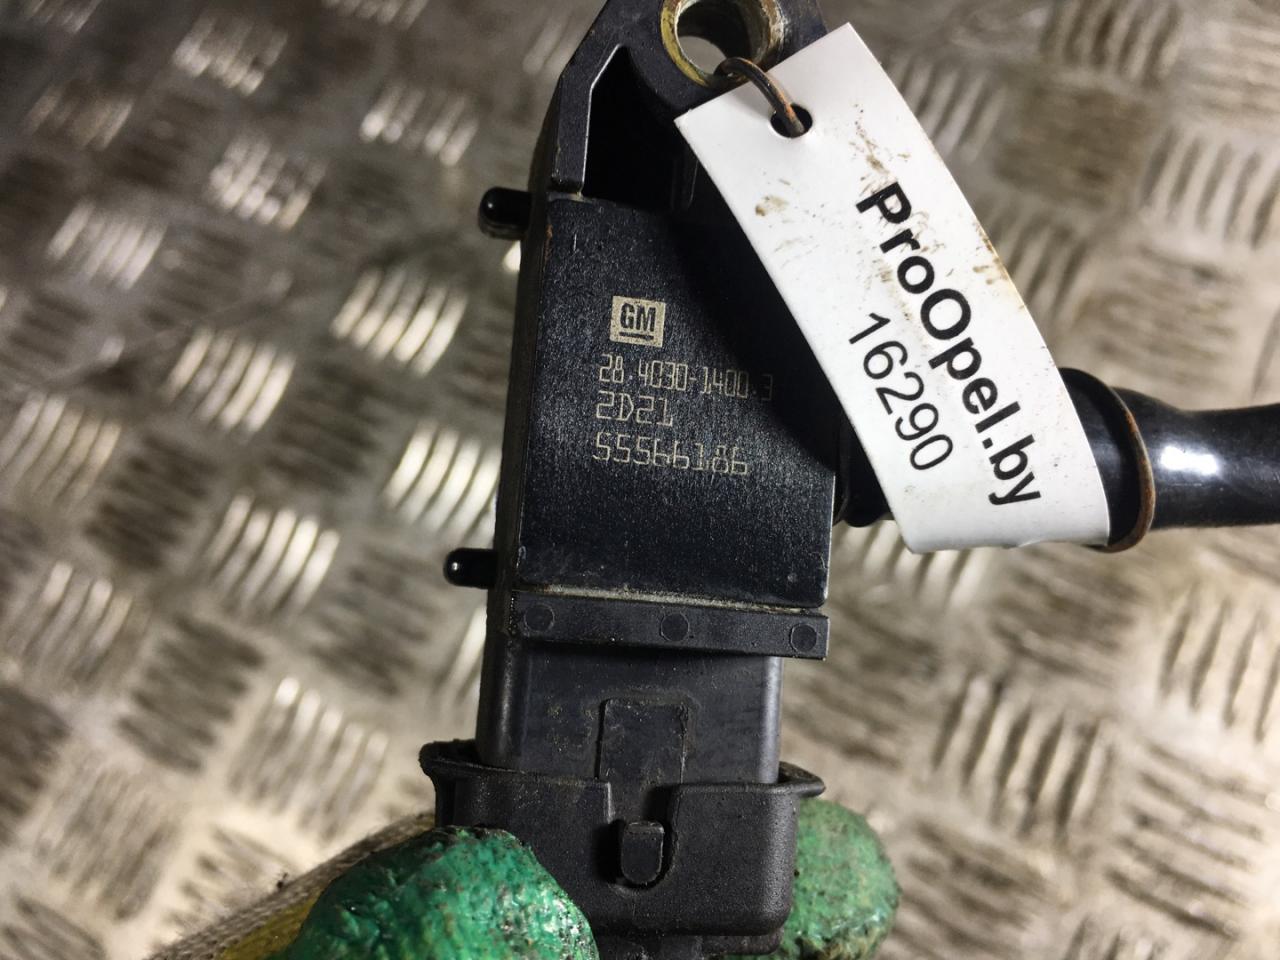 GM
28.4030-1400.3
2D21
55566186
ProOpel.by
16290